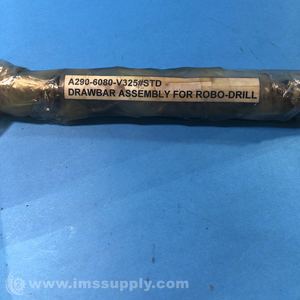 A290-6080-V325#STD
DRAWBAR ASSEMBLY FOR ROBO-DRILL
© www.imssupply.com